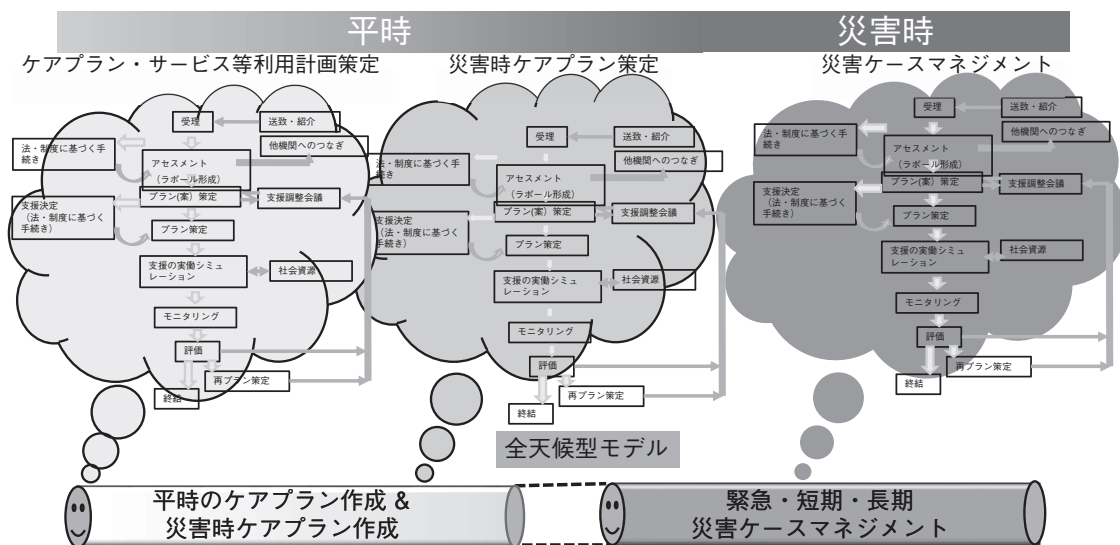 平時
災害時
ケアプラン・サービス等利用計画策定
災害時ケアプラン策定
災害ケースマネジメント
受理
送致・紹介
法・制度に基づく手
続き
他機関へのつなぎ
アセスメント
（ラポール形成）
プラン(案）策定
支援調整会議
支援決定
（法・制度に基づく
手続き）
プラン策定
支援の実働シミュ
レーション
社会資源
モニタリング
評価
再プラン策定
終結
受理
送致・紹介
法・制度に基づく手
続き
他機関へのつなぎ
アセスメント
（ラポール形成）
プラン(案）策定
支援調整会議
支援決定
（法・制度に基づく
手続き）
プラン策定
支援の実働シミュ
レーション
社会資源
モニタリング
評価
再プラン策定
終結
受理
送致・紹介
法・制度に基づく手
続き
他機関へのつなぎ
アセスメント
（ラポール形成）
プラン(案）策定
支援調整会議
支援決定
（法・制度に基づく
手続き）
プラン策定
支援の実働シミュ
レーション
社会資源
モニタリング
評価
再プラン策定
終結
全天候型モデル
平時のケアプラン作成 &
災害時ケアプラン作成
緊急・短期・長期
災害ケースマネジメント